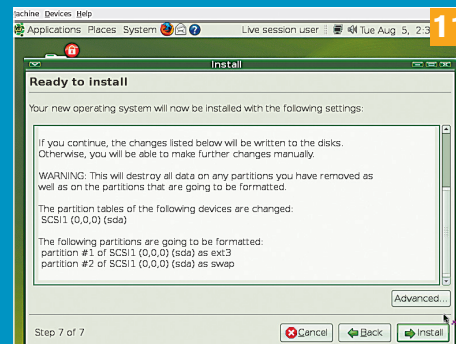 achine Devices Help
Applications Places System Live session user Tue Aug 5, 2:3
11
Install
Ready to install
Your new operating system will now be installed with the following settings:
If you continue, the changes listed below will be written to the disks.
Otherwise, you will be able to make further changes manually.
WARNING: This will destroy all data on any partitions you have removed as
well as on the partitions that are going to be formatted.
The partition tables of the following devices are changed:
SCSI1 (0,0,0) (sda)
The following partitions are going to be formatted:
partition #1 of SCSI1 (0,0,0) (sda) as ext3
partition #2 of SCSI1 (0,0,0) (sda) as swap
Advanced...
Step 7 of 7 Cancel Back Install